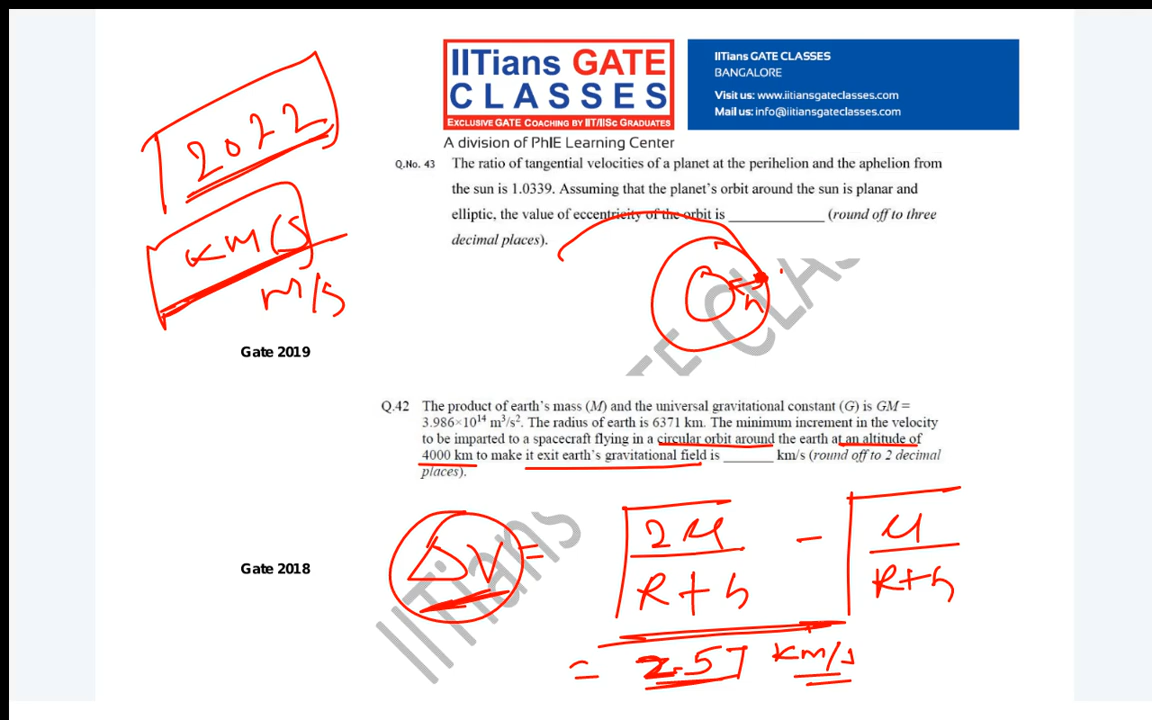 IITians GATE
CLASSES
EXCLUSIVE GATE COACHING BY IIT/IISc GRADUATES
A division of PhIE Learning Center
IITians GATE CLASSES
BANGALORE
Visit us: www.iitiansgateclasses.com
Mail us: info@iitiansgateclasses.com
2022
KM/S
M/S
Q.No. 43 The ratio of tangential velocities of a planet at the perihelion and the aphelion from
the sun is 1.0339. Assuming that the planet's orbit around the sun is planar and
elliptic, the value of eccentricity of the orbit is ____________ (round off to three
decimal places).
h
E CLAS
Gate 2019
Q.42 The product of earth's mass (M) and the universal gravitational constant (G) is GM =
3.986×10¹⁴ m³/s². The radius of earth is 6371 km. The minimum increment in the velocity
to be imparted to a spacecraft flying in a circular orbit around the earth at an altitude of
4000 km to make it exit earth's gravitational field is _______ km/s (round off to 2 decimal
places).
Gate 2018
IITians
ΔV = √(2μ/(R+h)) − √(μ/(R+h))
= 2.57 KM/s